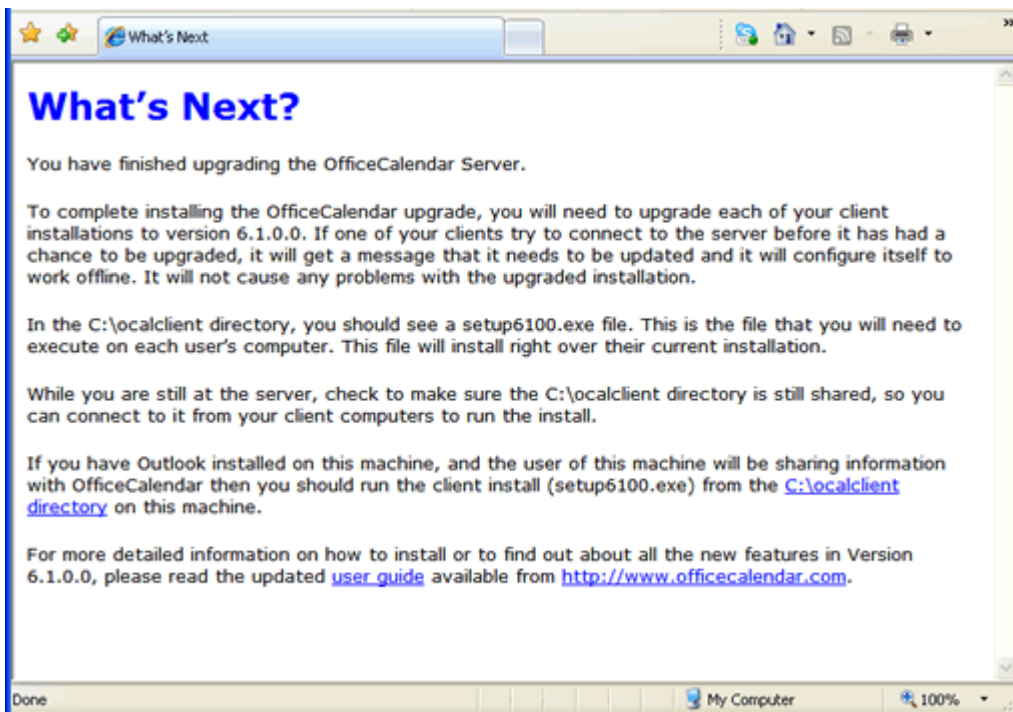 What's Next
»
What's Next?
You have finished upgrading the OfficeCalendar Server.
To complete installing the OfficeCalendar upgrade, you will need to upgrade each of your client
installations to version 6.1.0.0. If one of your clients try to connect to the server before it has had a
chance to be upgraded, it will get a message that it needs to be updated and it will configure itself to
work offline. It will not cause any problems with the upgraded installation.
In the C:\ocalclient directory, you should see a setup6100.exe file. This is the file that you will need to
execute on each user's computer. This file will install right over their current installation.
While you are still at the server, check to make sure the C:\ocalclient directory is still shared, so you
can connect to it from your client computers to run the install.
If you have Outlook installed on this machine, and the user of this machine will be sharing information
with OfficeCalendar then you should run the client install (setup6100.exe) from the C:\ocalclient
directory on this machine.
For more detailed information on how to install or to find out about all the new features in Version
6.1.0.0, please read the updated user guide available from http://www.officecalendar.com.
Done
My Computer
100%